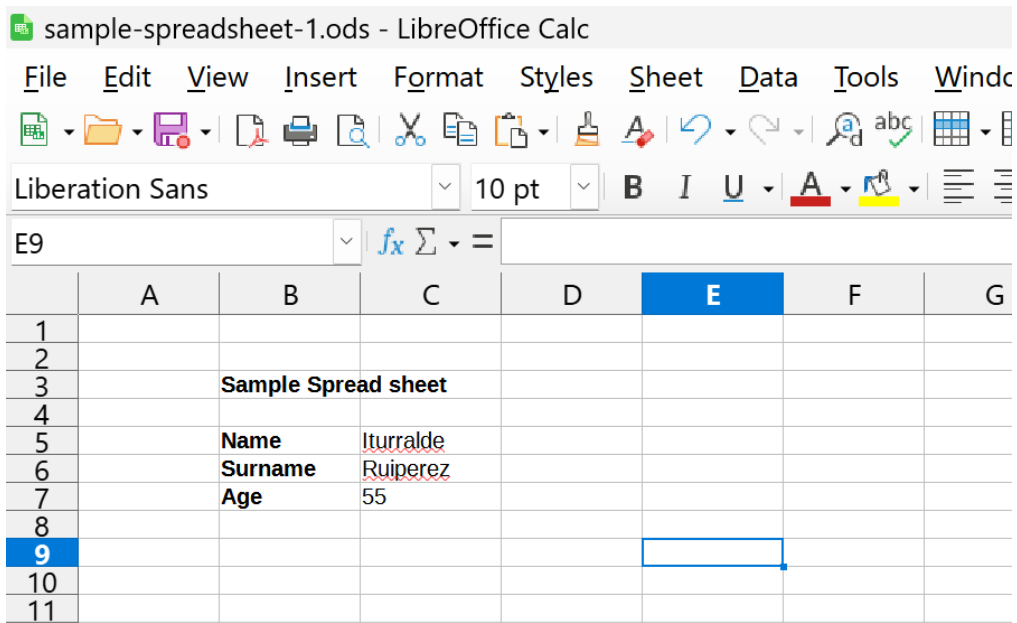 sample-spreadsheet-1.ods - LibreOffice Calc
File Edit View Insert Format Styles Sheet Data Tools Windo
abc
Liberation Sans 10 pt B I U A
E9 fx Σ =
A B C D E F G
1
2
3 Sample Spread sheet
4
5 Name Iturralde
6 Surname Ruiperez
7 Age 55
8
9
10
11